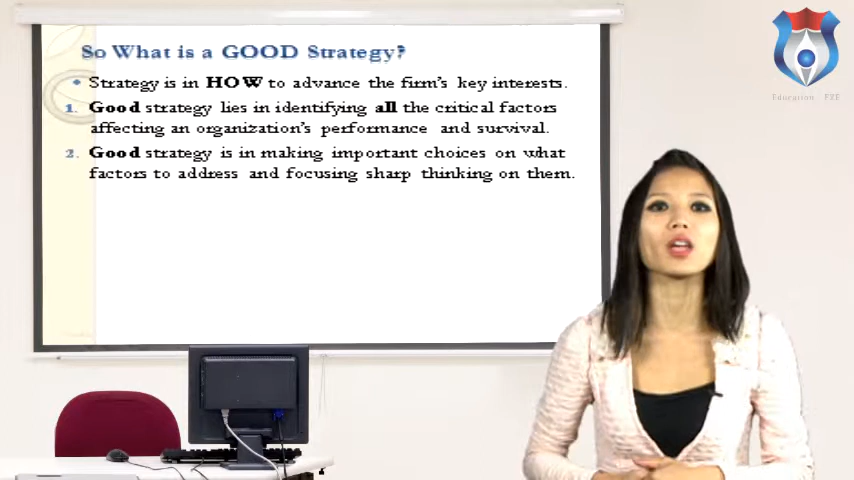 So What is a GOOD Strategy?
• Strategy is in HOW to advance the firm's key interests.
1. Good strategy lies in identifying all the critical factors
affecting an organization's performance and survival.
2. Good strategy is in making important choices on what
factors to address and focusing sharp thinking on them.
Education - FZE